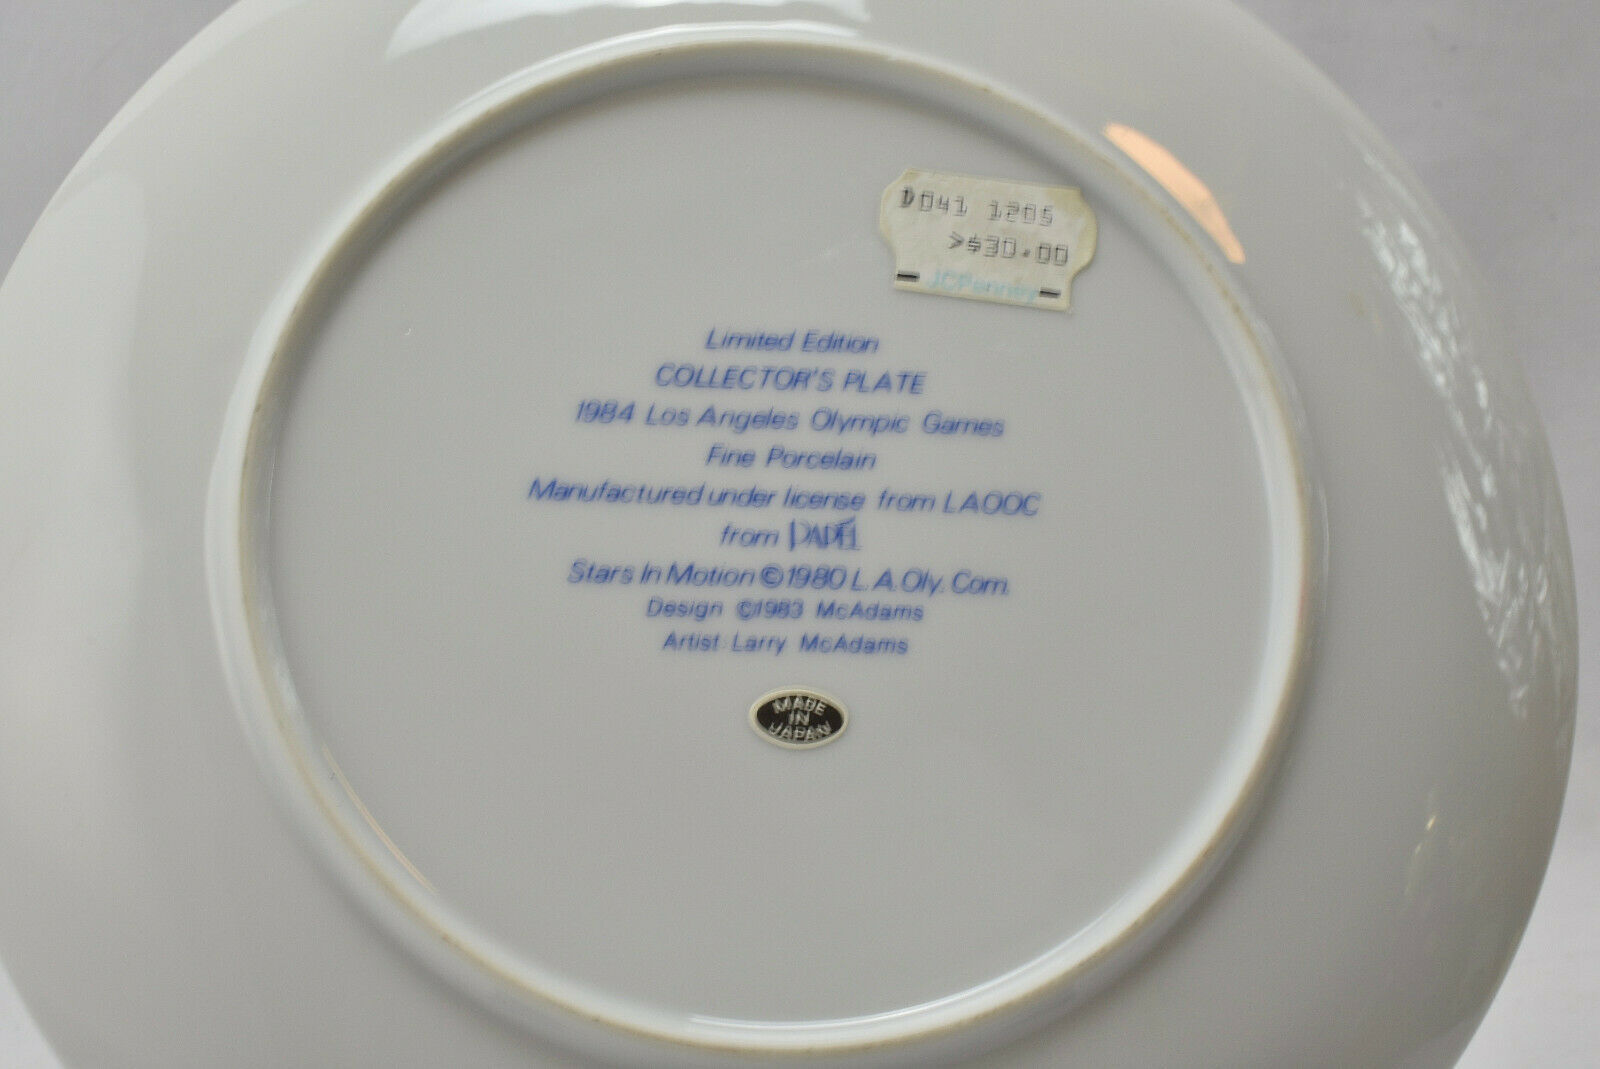 D041 1205
>$30.00
JCPenney
Limited Edition
COLLECTOR'S PLATE
1984 Los Angeles Olympic Games
Fine Porcelain
Manufactured under license from LAOOC
from PAPÉL
Stars In Motion ©1980 L.A. Oly. Com.
Design ©1983 McAdams
Artist: Larry McAdams
MADE
IN
JAPAN